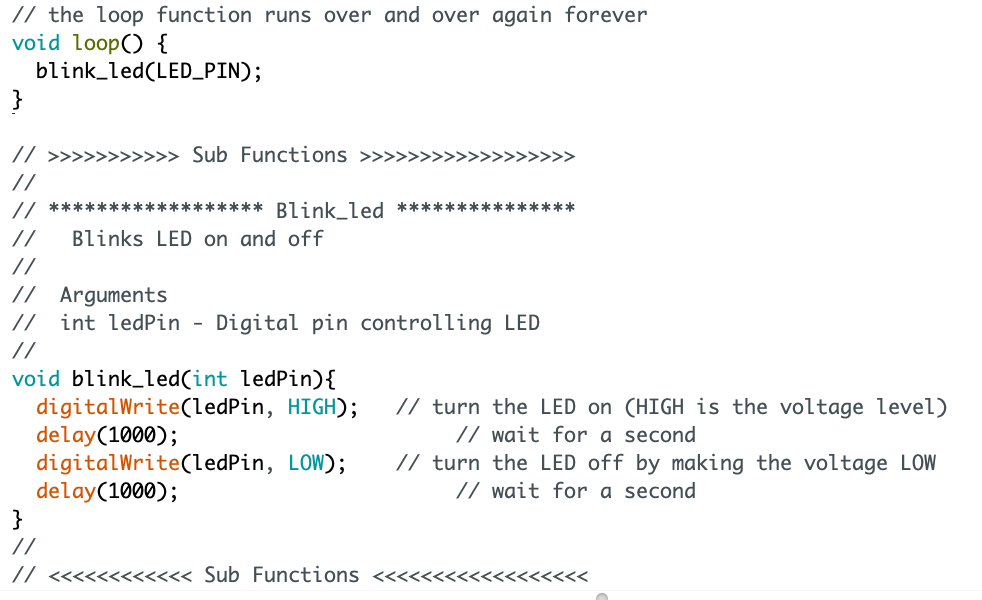 // the loop function runs over and over again forever
void loop() {
  blink_led(LED_PIN);
}

// >>>>>>>>>>> Sub Functions >>>>>>>>>>>>>>>>>>
//
// ****************** Blink_led ***************
//   Blinks LED on and off
//
//  Arguments
//  int ledPin - Digital pin controlling LED
//
void blink_led(int ledPin){
  digitalWrite(ledPin, HIGH);   // turn the LED on (HIGH is the voltage level)
  delay(1000);                       // wait for a second
  digitalWrite(ledPin, LOW);    // turn the LED off by making the voltage LOW
  delay(1000);                       // wait for a second
}
//
// <<<<<<<<<<<< Sub Functions <<<<<<<<<<<<<<<<<<